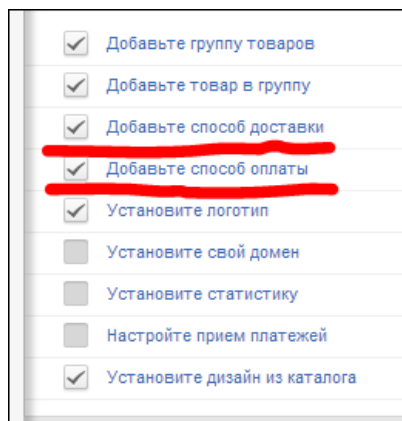 Добавьте группу товаров
Добавьте товар в группу
Добавьте способ доставки
Добавьте способ оплаты
Установите логотип
Установите свой домен
Установите статистику
Настройте прием платежей
Установите дизайн из каталога